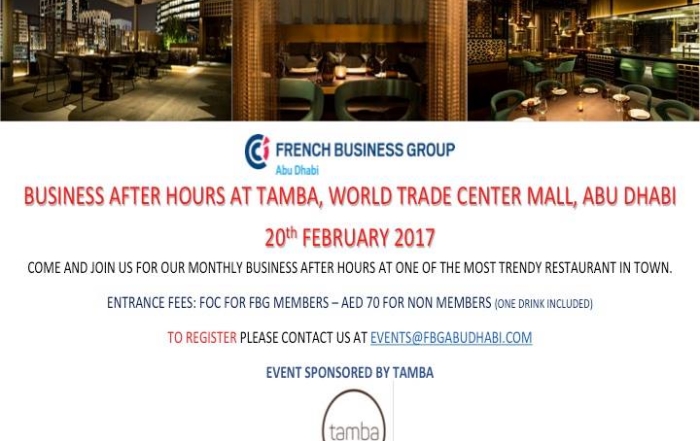 FRENCH BUSINESS GROUP
Abu Dhabi
BUSINESS AFTER HOURS AT TAMBA, WORLD TRADE CENTER MALL, ABU DHABI
20th FEBRUARY 2017
COME AND JOIN US FOR OUR MONTHLY BUSINESS AFTER HOURS AT ONE OF THE MOST TRENDY RESTAURANT IN TOWN.
ENTRANCE FEES: FOC FOR FBG MEMBERS – AED 70 FOR NON MEMBERS (ONE DRINK INCLUDED)
TO REGISTER PLEASE CONTACT US AT EVENTS@FBGABUDHABI.COM
EVENT SPONSORED BY TAMBA
tamba